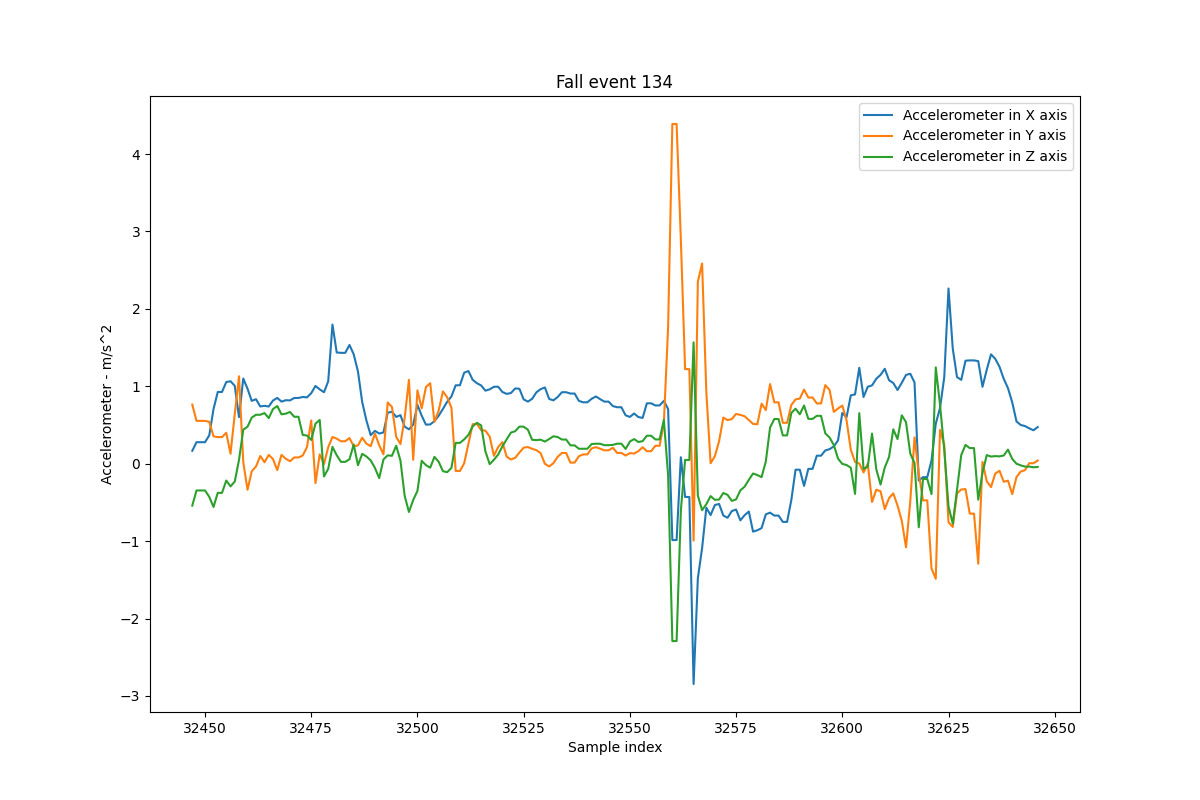 Fall event 134
Accelerometer in X axis
Accelerometer in Y axis
Accelerometer in Z axis
Accelerometer - m/s^2
4
3
2
1
0
−1
−2
−3
32450 32475 32500 32525 32550 32575 32600 32625 32650
Sample index